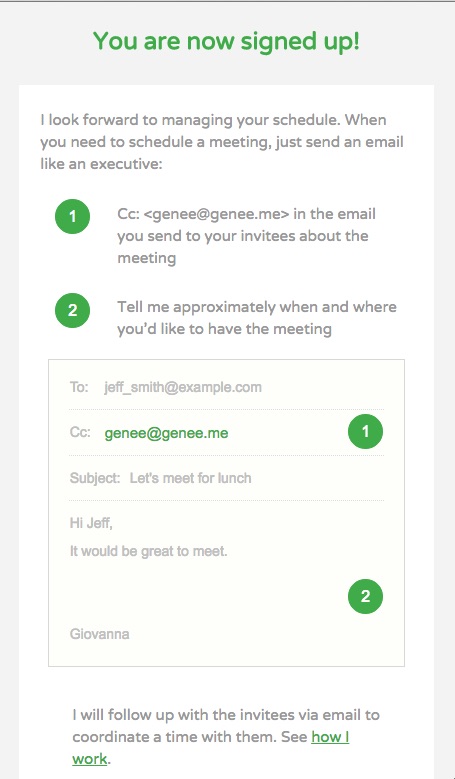 You are now signed up!
I look forward to managing your schedule. When
you need to schedule a meeting, just send an email
like an executive:
1 Cc: <genee@genee.me> in the email
you send to your invitees about the
meeting
2 Tell me approximately when and where
you'd like to have the meeting
To: jeff_smith@example.com
Cc: genee@genee.me 1
Subject: Let's meet for lunch
Hi Jeff,
It would be great to meet.
2
Giovanna
I will follow up with the invitees via email to
coordinate a time with them. See how I
work.